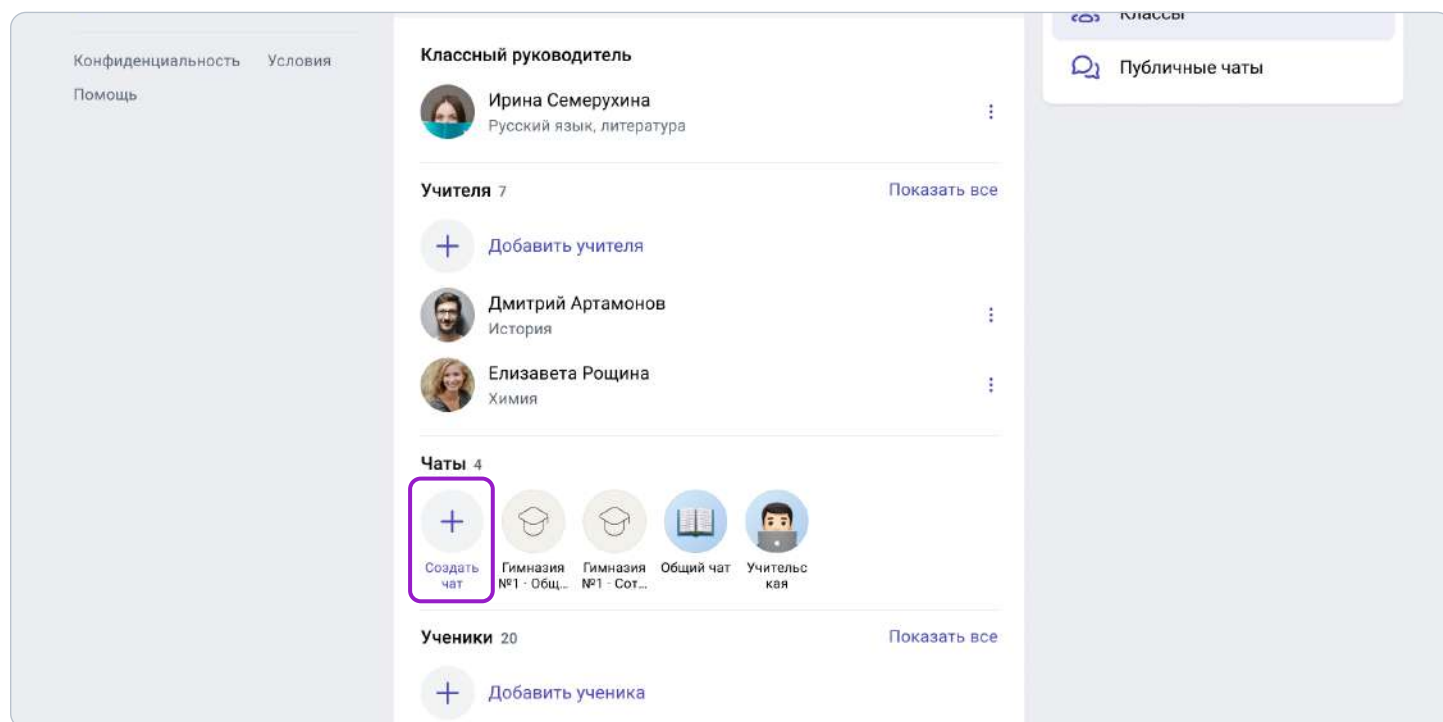 Конфиденциальность Условия
Помощь
Классный руководитель
Ирина Семерухина
Русский язык, литература
Учителя 7
Показать все
Добавить учителя
Дмитрий Артамонов
История
Елизавета Рощина
Химия
Чаты 4
Создать
чат
Гимназия
№1 - Общ...
Гимназия
№1 - Сот...
Общий чат
Учительс
кая
Ученики 20
Показать все
Добавить ученика
Классы
Публичные чаты